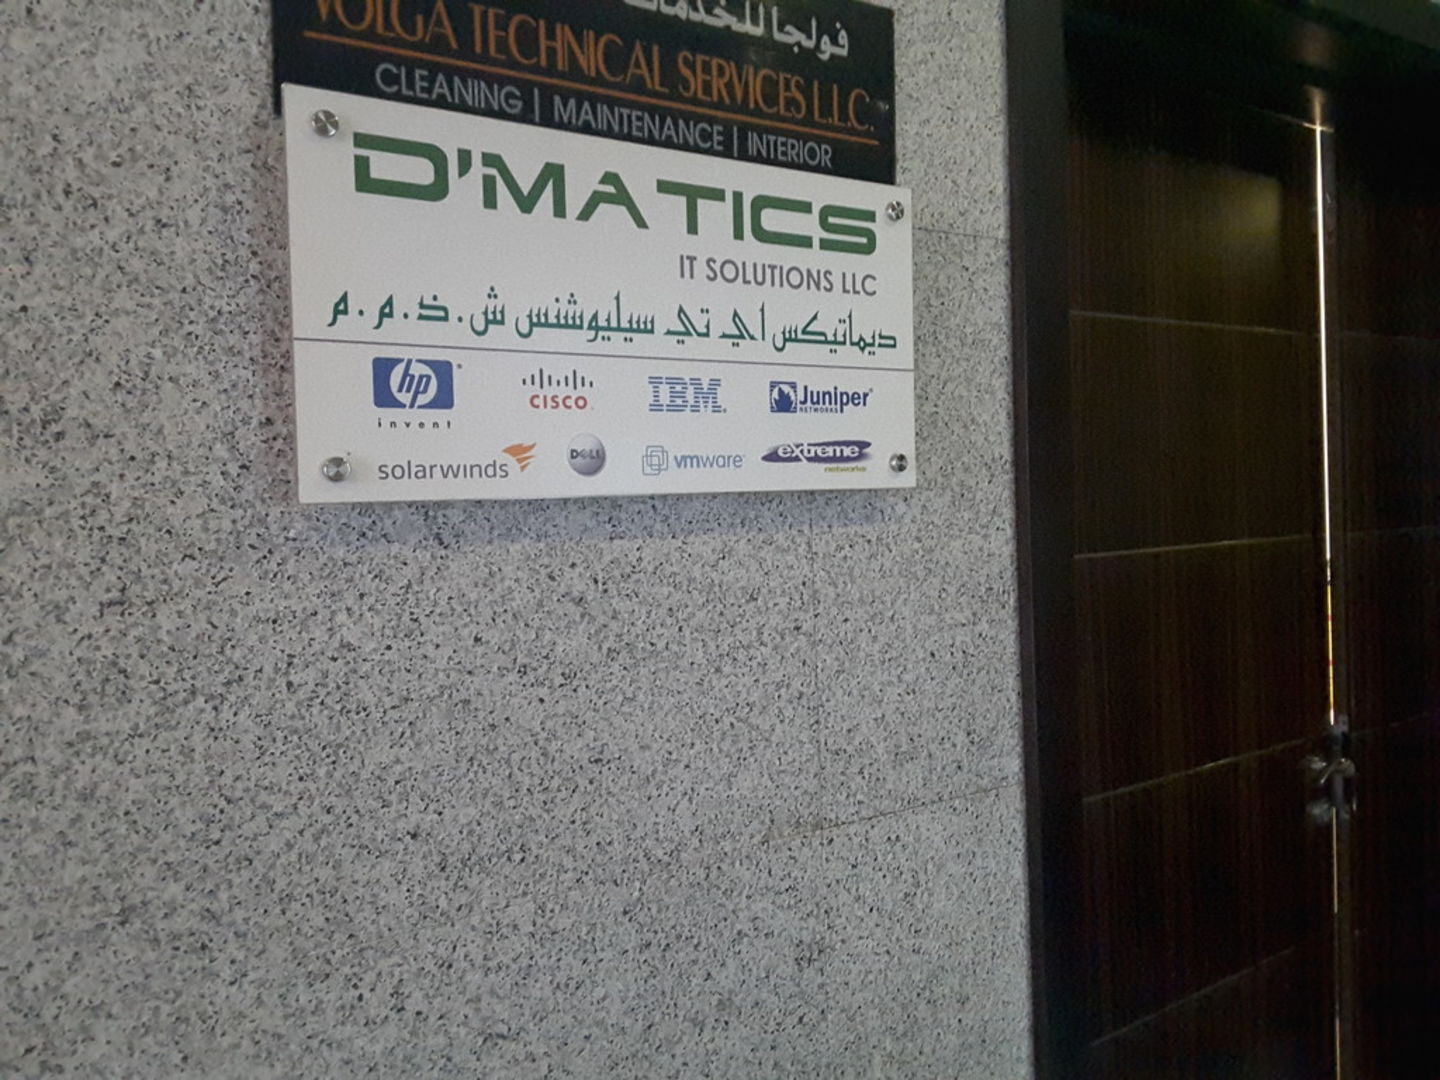 فولجا للخدمات
VOLGA TECHNICAL SERVICES L.L.C.
CLEANING | MAINTENANCE | INTERIOR
D'MATICS
IT SOLUTIONS LLC
ديماتيكس اي تي سيليوشنس ش.ذ.م.م
hp invent
CISCO
IBM
Juniper NETWORKS
solarwinds
DELL
vmware
extreme networks